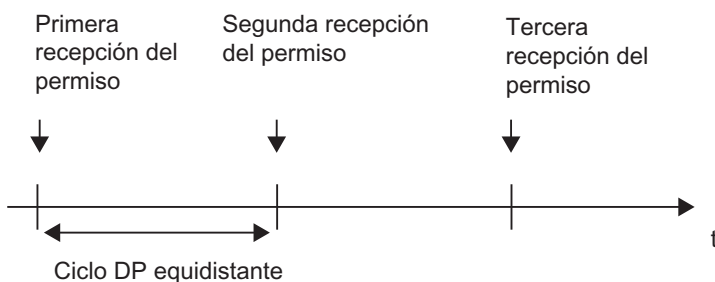 Primera
recepción del
permiso
Segunda recepción
del permiso
Tercera
recepción del
permiso
t
Ciclo DP equidistante